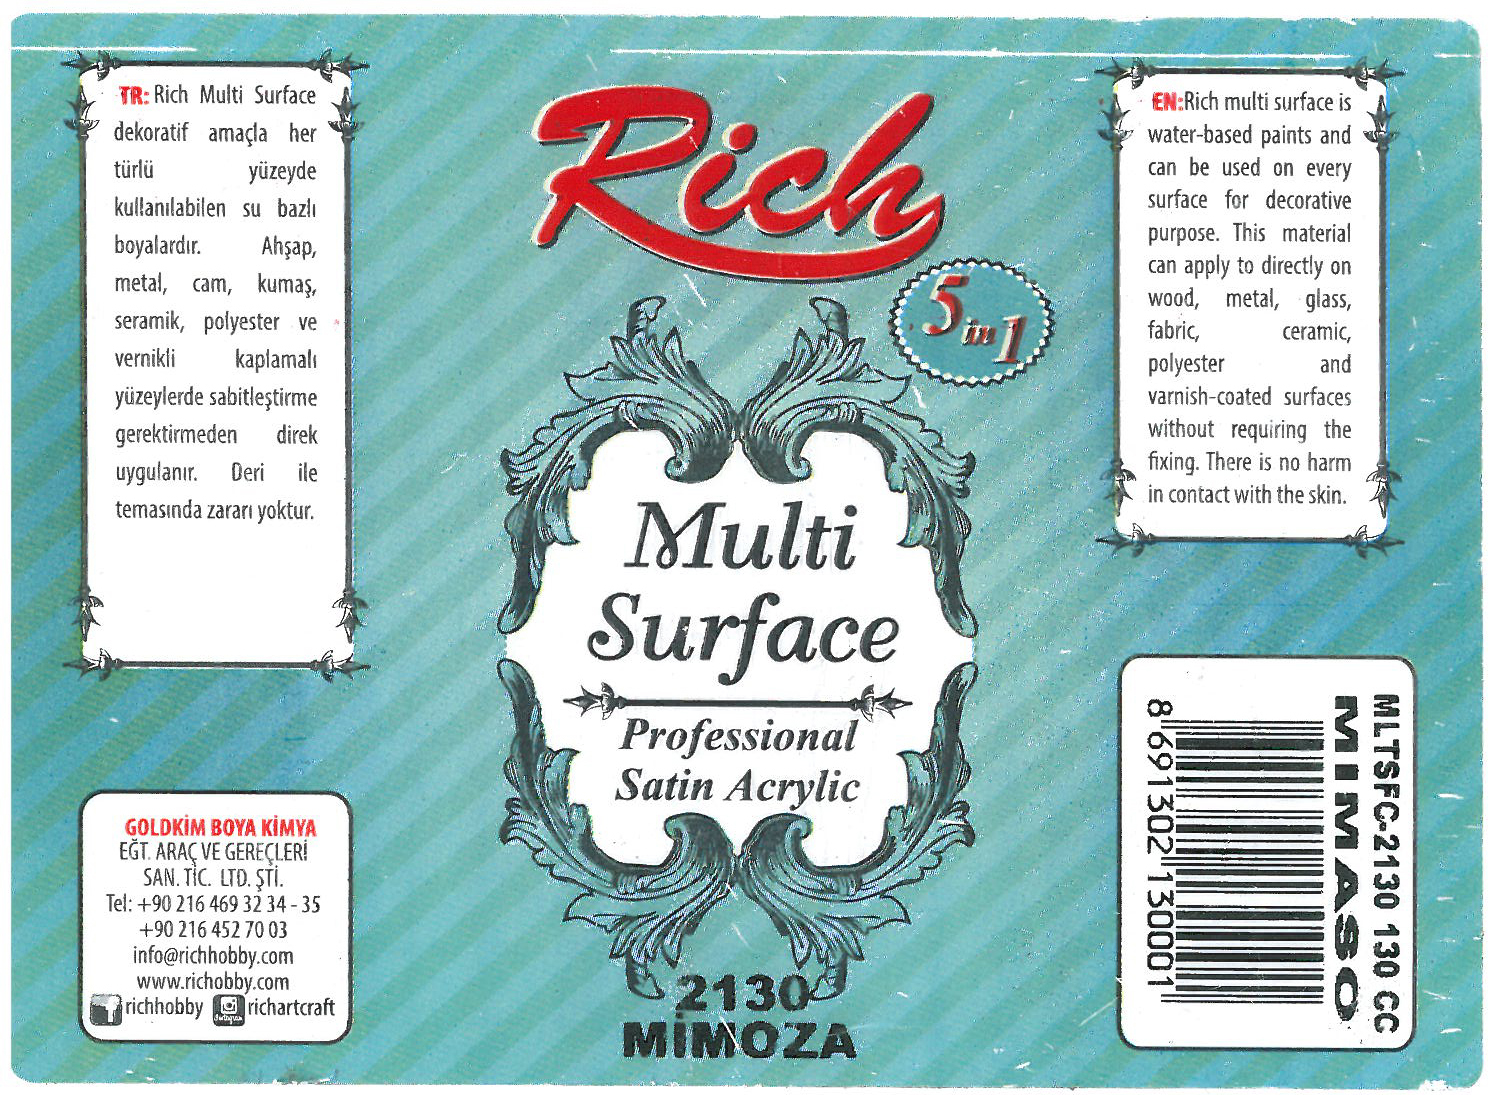 TR: Rich Multi Surface
dekoratif amaçla her
türlü yüzeyde
kullanılabilen su bazlı
boyalardır. Ahşap,
metal, cam, kumaş,
seramik, polyester ve
vernikli kaplamalı
yüzeylerde sabitleştirme
gerektirmeden direk
uygulanır. Deri ile
temasında zararı yoktur.
GOLDKİM BOYA KİMYA
EĞT. ARAÇ VE GEREÇLERİ
SAN. TİC. LTD. ŞTİ.
Tel: +90 216 469 32 34 - 35
+90 216 452 70 03
info@richhobby.com
www.richobby.com
richhobby Instagram richartcraft
Rich
5 in 1
Multi
Surface
Professional
Satin Acrylic
2130
MİMOZA
EN:Rich multi surface is
water-based paints and
can be used on every
surface for decorative
purpose. This material
can apply to directly on
wood, metal, glass,
fabric, ceramic,
polyester and
varnish-coated surfaces
without requiring the
fixing. There is no harm
in contact with the skin.
MLTSFC-2130 130 CC
MIMASO
8 691302 130001